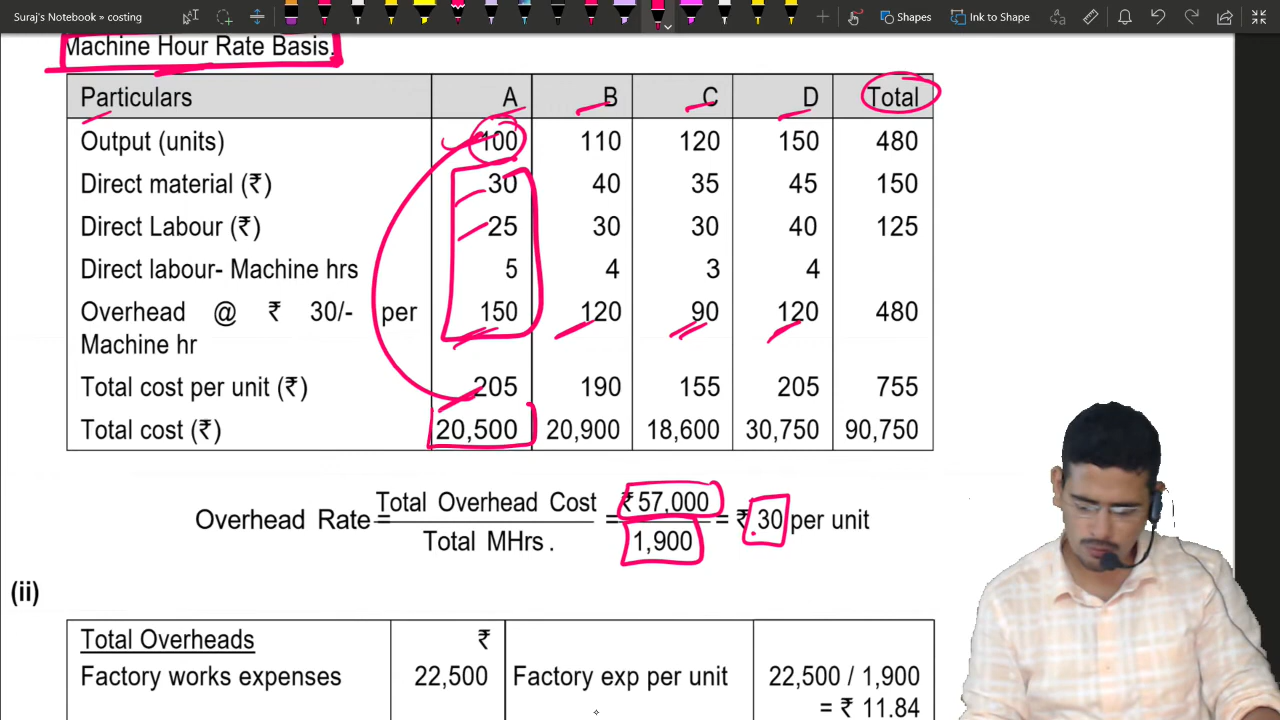 Suraj's Notebook » costing
Shapes
Ink to Shape
Machine Hour Rate Basis.
Particulars A B C D Total
Output (units) 100 110 120 150 480
Direct material (₹) 30 40 35 45 150
Direct Labour (₹) 25 30 30 40 125
Direct labour- Machine hrs 5 4 3 4
Overhead @ ₹ 30/- per 150 120 90 120 480
Machine hr
Total cost per unit (₹) 205 190 155 205 755
Total cost (₹) 20,500 20,900 18,600 30,750 90,750
Overhead Rate = Total Overhead Cost / Total MHrs. = ₹ 57,000 / 1,900 = ₹ 30 per unit
(ii)
Total Overheads ₹
Factory works expenses 22,500 Factory exp per unit 22,500 / 1,900
= ₹ 11.84